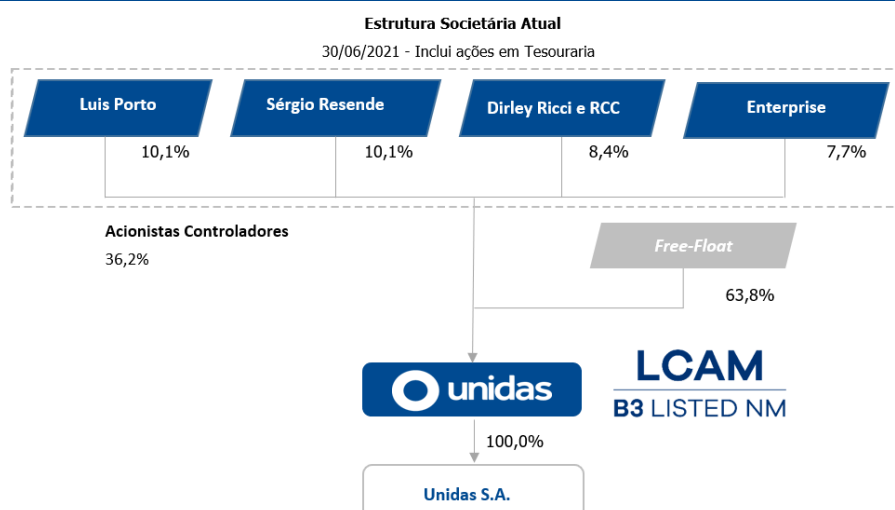 Estrutura Societária Atual
30/06/2021 - Inclui ações em Tesouraria
Luis Porto
Sérgio Resende
Dirley Ricci e RCC
Enterprise
10,1%
10,1%
8,4%
7,7%
Acionistas Controladores
36,2%
Free-Float
63,8%
unidas
LCAM
B3 LISTED NM
100,0%
Unidas S.A.